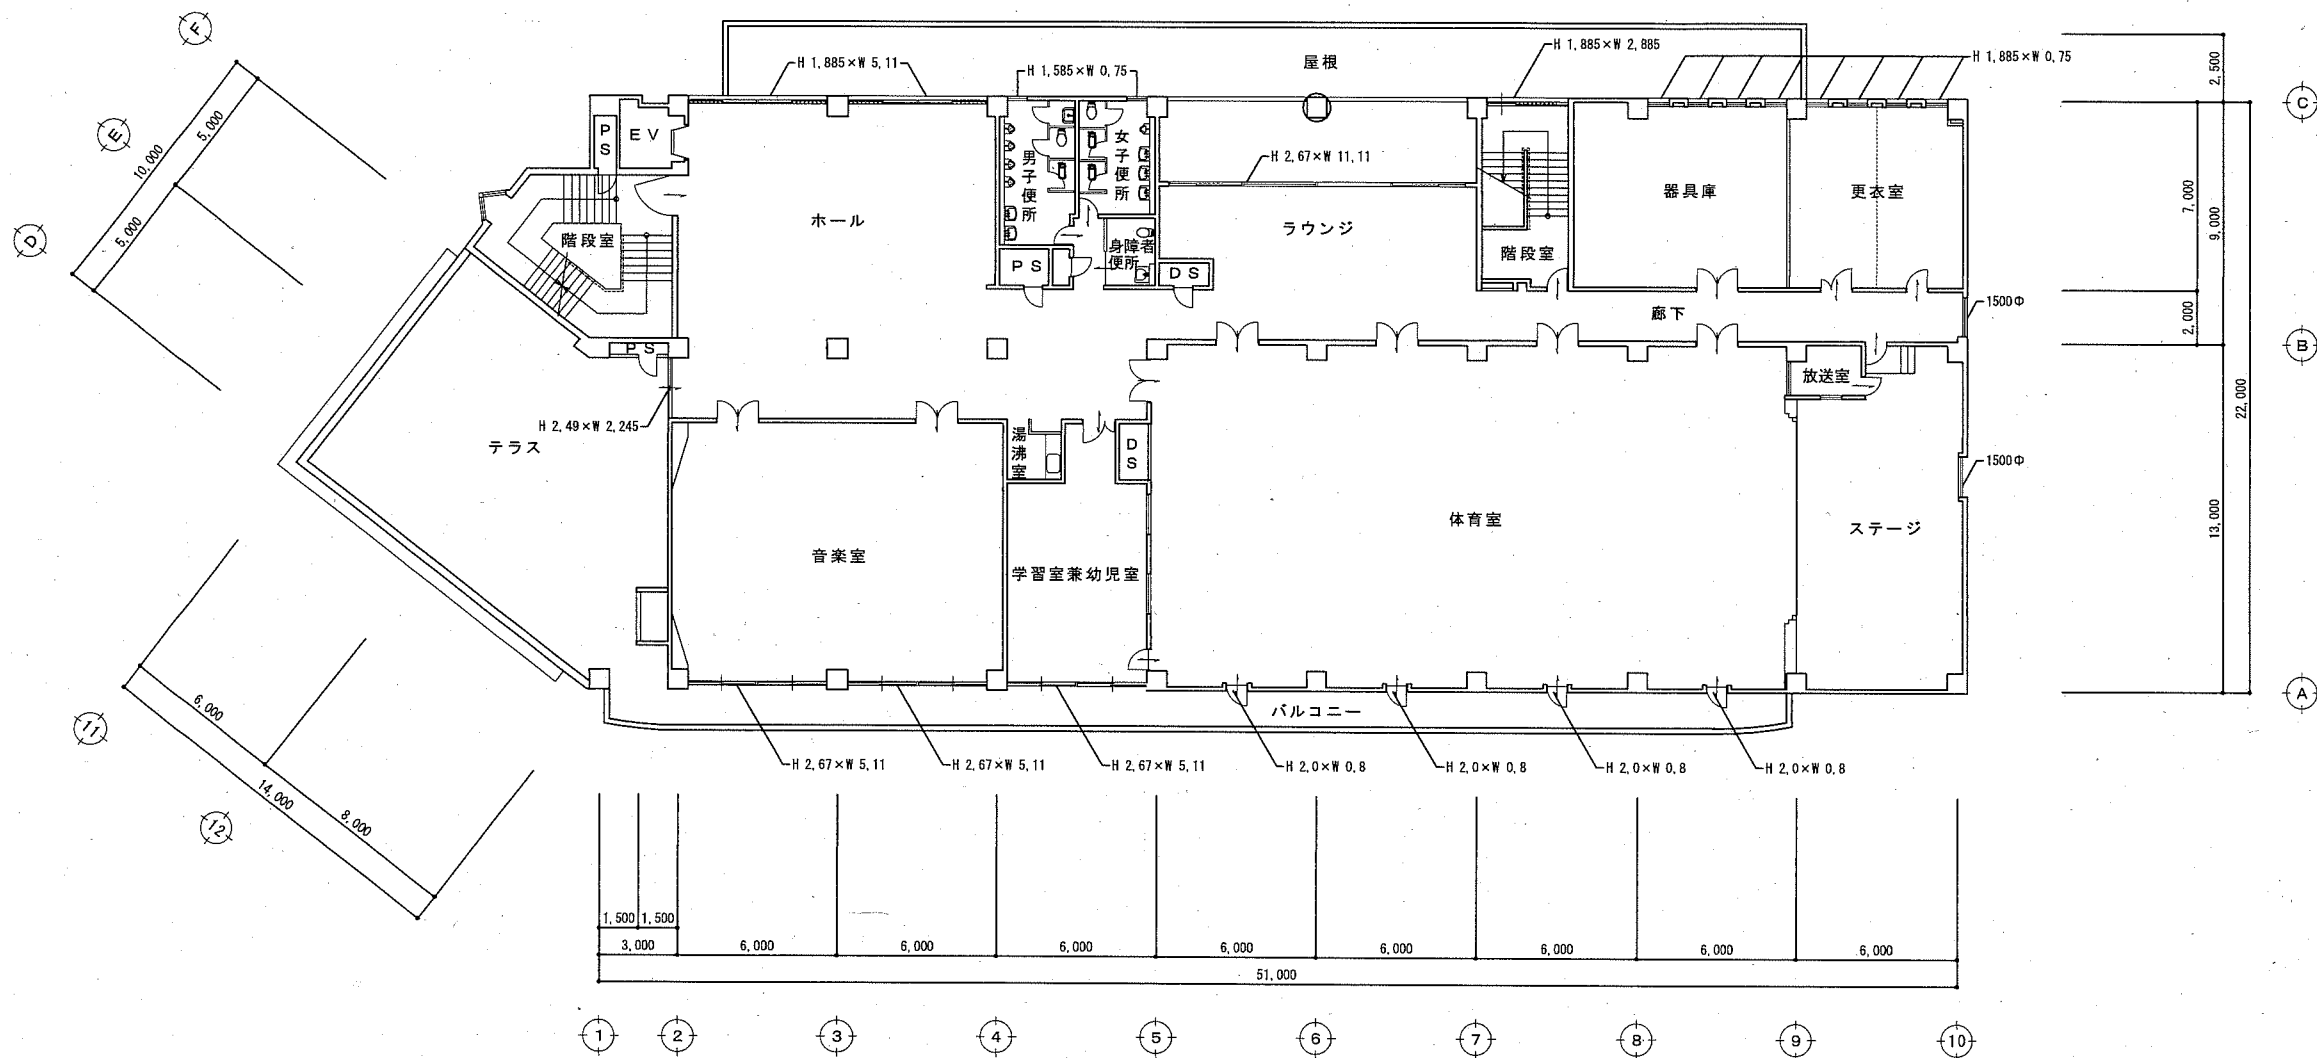 F
屋根
H 1,885×W 2,885
H 1,885×W 5,11
H 1,585×W 0,75
H 1,885×W 0,75
2,500
C
E
5,000
10,000
5,000
D
PS
EV
男子便所
女子便所
H 2,67×W 11,11
器具庫
更衣室
7,000
9,000
ホール
ラウンジ
階段室
階段室
身障者
便所
PS
DS
廊下
1500Φ
2,000
B
PS
放送室
22,000
H 2,49×W 2,245
テラス
湯沸室
DS
1500Φ
体育室
ステージ
13,000
音楽室
学習室兼幼児室
A
バルコニー
6,000
11
14,000
8,000
12
H 2,67×W 5,11
H 2,67×W 5,11
H 2,67×W 5,11
H 2,0×W 0,8
H 2,0×W 0,8
H 2,0×W 0,8
H 2,0×W 0,8
1,500 1,500
3,000 6,000 6,000 6,000 6,000 6,000 6,000 6,000 6,000
51,000
1 2 3 4 5 6 7 8 9 10